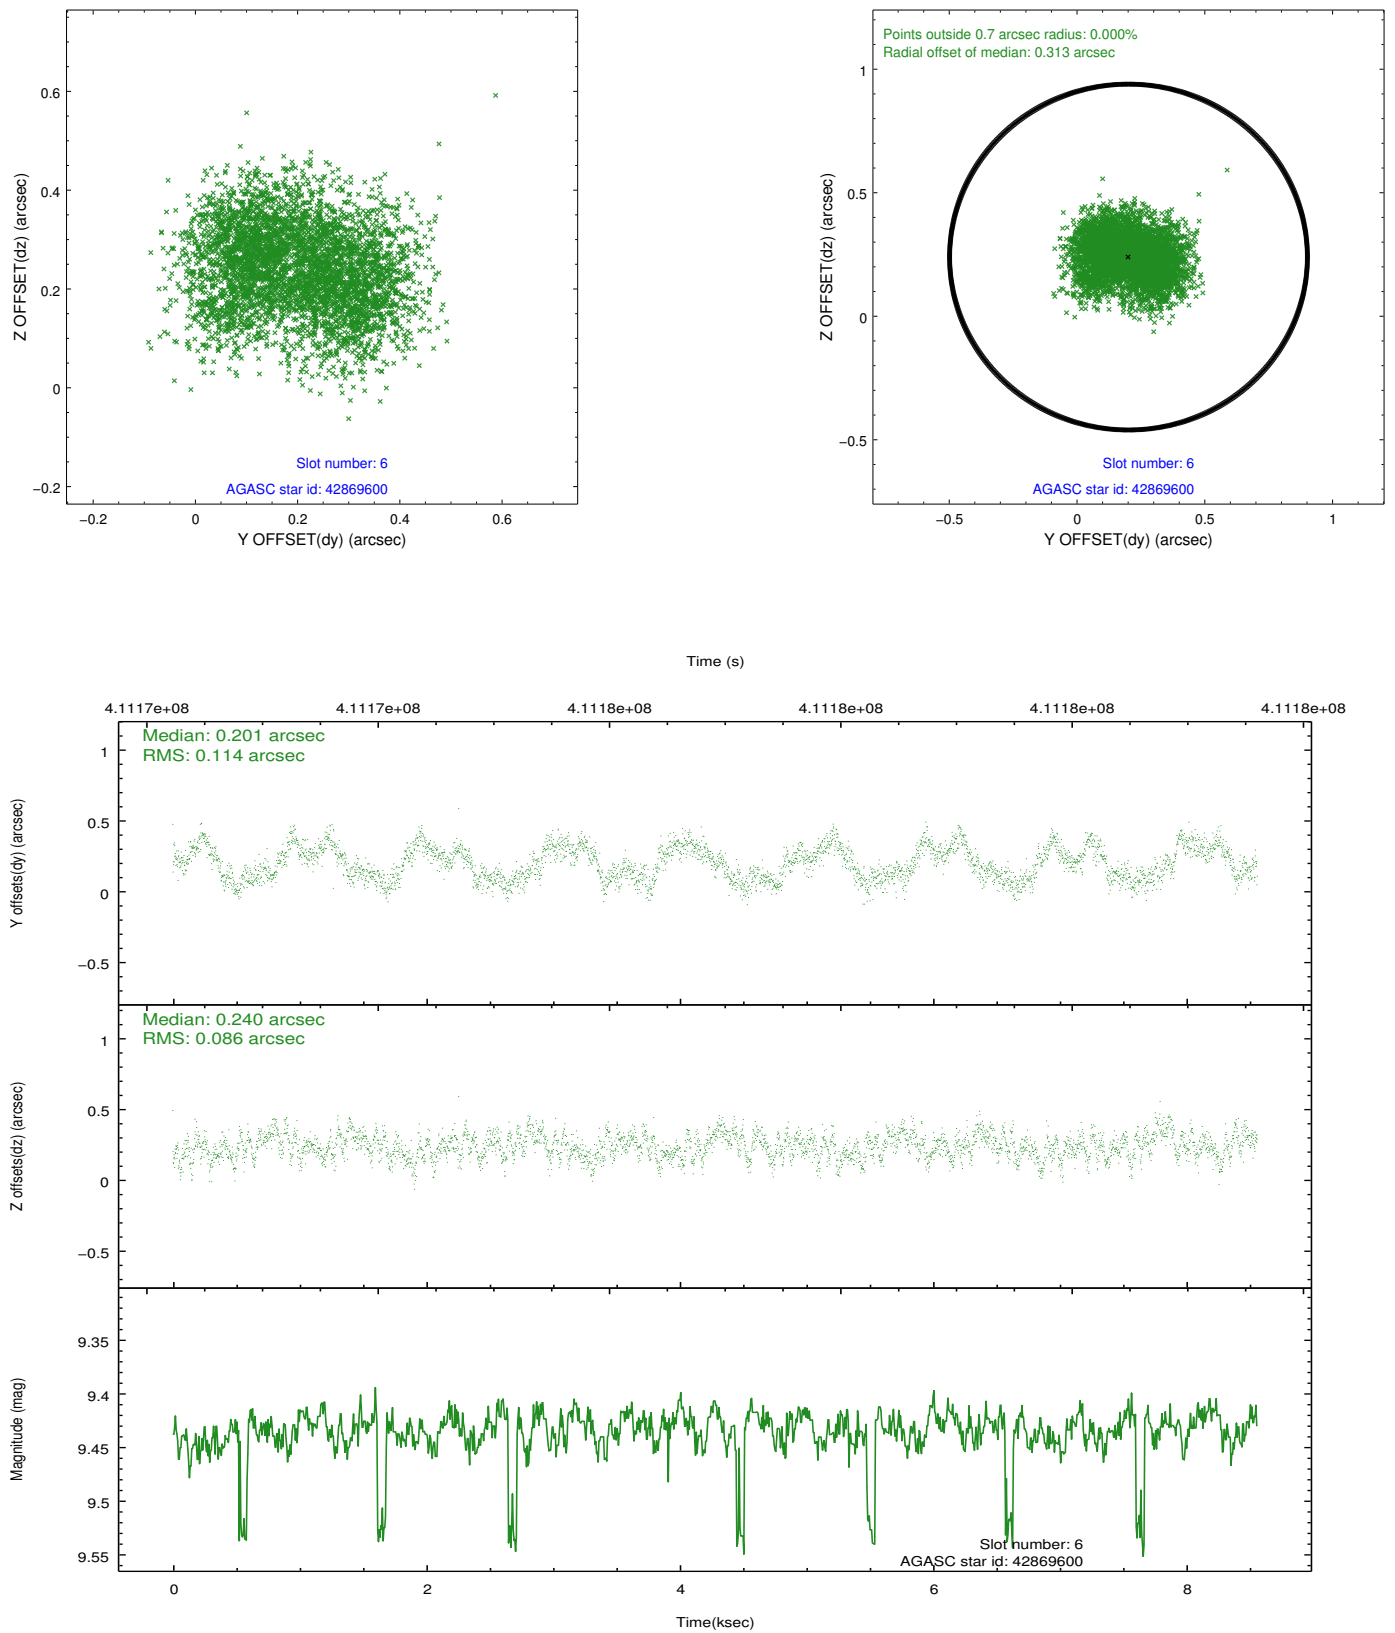 0.6
0.4
0.2
0
−0.2
Z OFFSET(dz) (arcsec)
Slot number: 6
AGASC star id: 42869600
−0.2 0 0.2 0.4 0.6
Y OFFSET(dy) (arcsec)
Points outside 0.7 arcsec radius: 0.000%
Radial offset of median: 0.313 arcsec
1
0.5
0
−0.5
Z OFFSET(dz) (arcsec)
Slot number: 6
AGASC star id: 42869600
−0.5 0 0.5 1
Y OFFSET(dy) (arcsec)
Time (s)
4.1117e+08 4.1117e+08 4.1118e+08 4.1118e+08 4.1118e+08 4.1118e+08
Median: 0.201 arcsec
RMS: 0.114 arcsec
1
0.5
0
−0.5
Y offsets(dy) (arcsec)
Median: 0.240 arcsec
RMS: 0.086 arcsec
1
0.5
0
−0.5
Z offsets(dz) (arcsec)
9.35
9.4
9.45
9.5
9.55
Magnitude (mag)
Slot number: 6
AGASC star id: 42869600
0 2 4 6 8
Time(ksec)